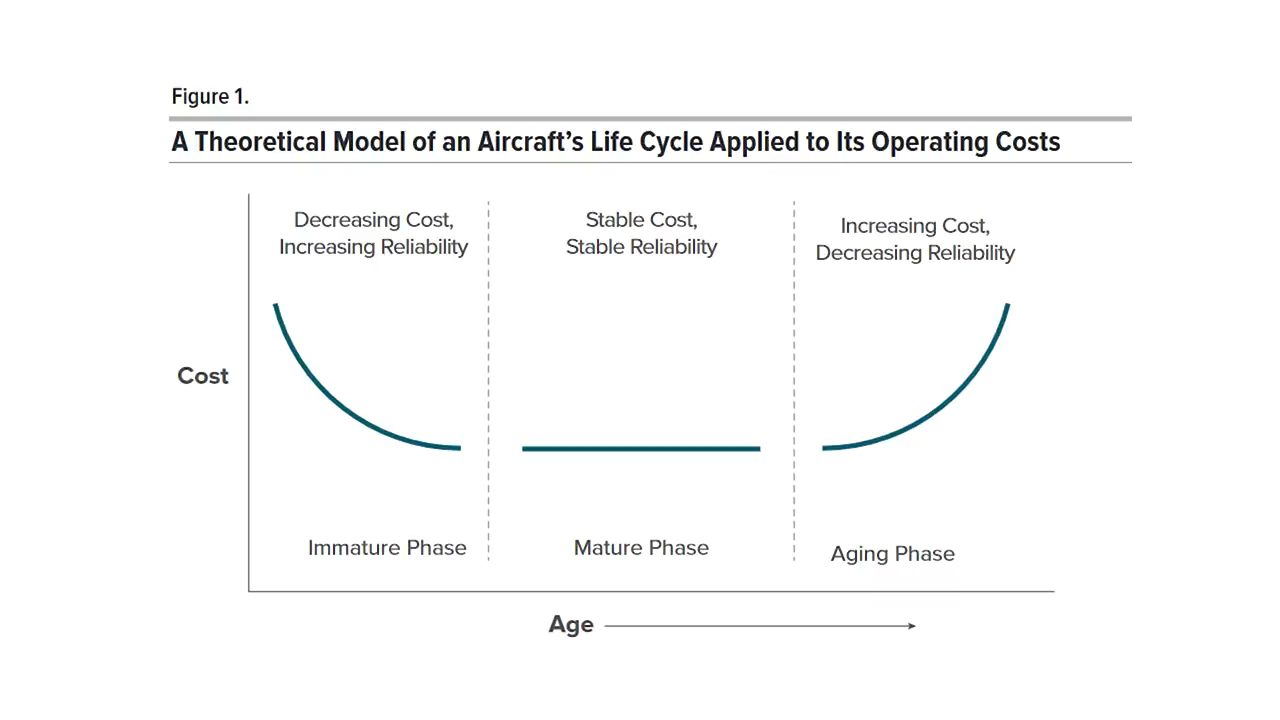 Figure 1.
A Theoretical Model of an Aircraft’s Life Cycle Applied to Its Operating Costs
Decreasing Cost,
Increasing Reliability
Stable Cost,
Stable Reliability
Increasing Cost,
Decreasing Reliability
Cost
Immature Phase
Mature Phase
Aging Phase
Age